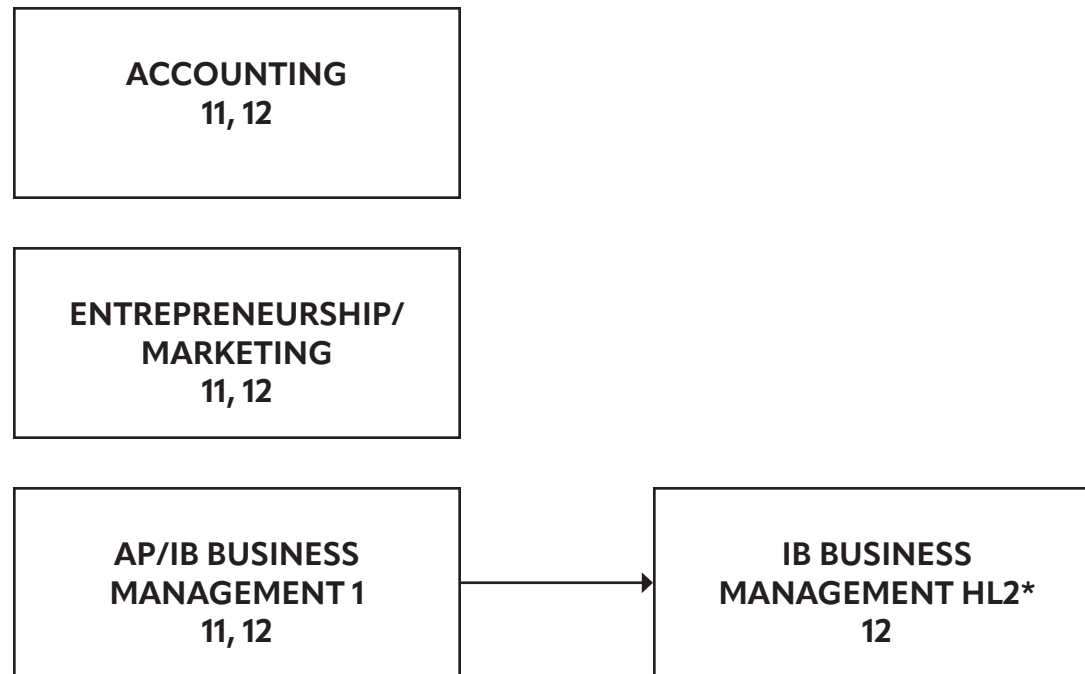 ACCOUNTING
11, 12
ENTREPRENEURSHIP/
MARKETING
11, 12
AP/IB BUSINESS
MANAGEMENT 1
11, 12
IB BUSINESS
MANAGEMENT HL2*
12